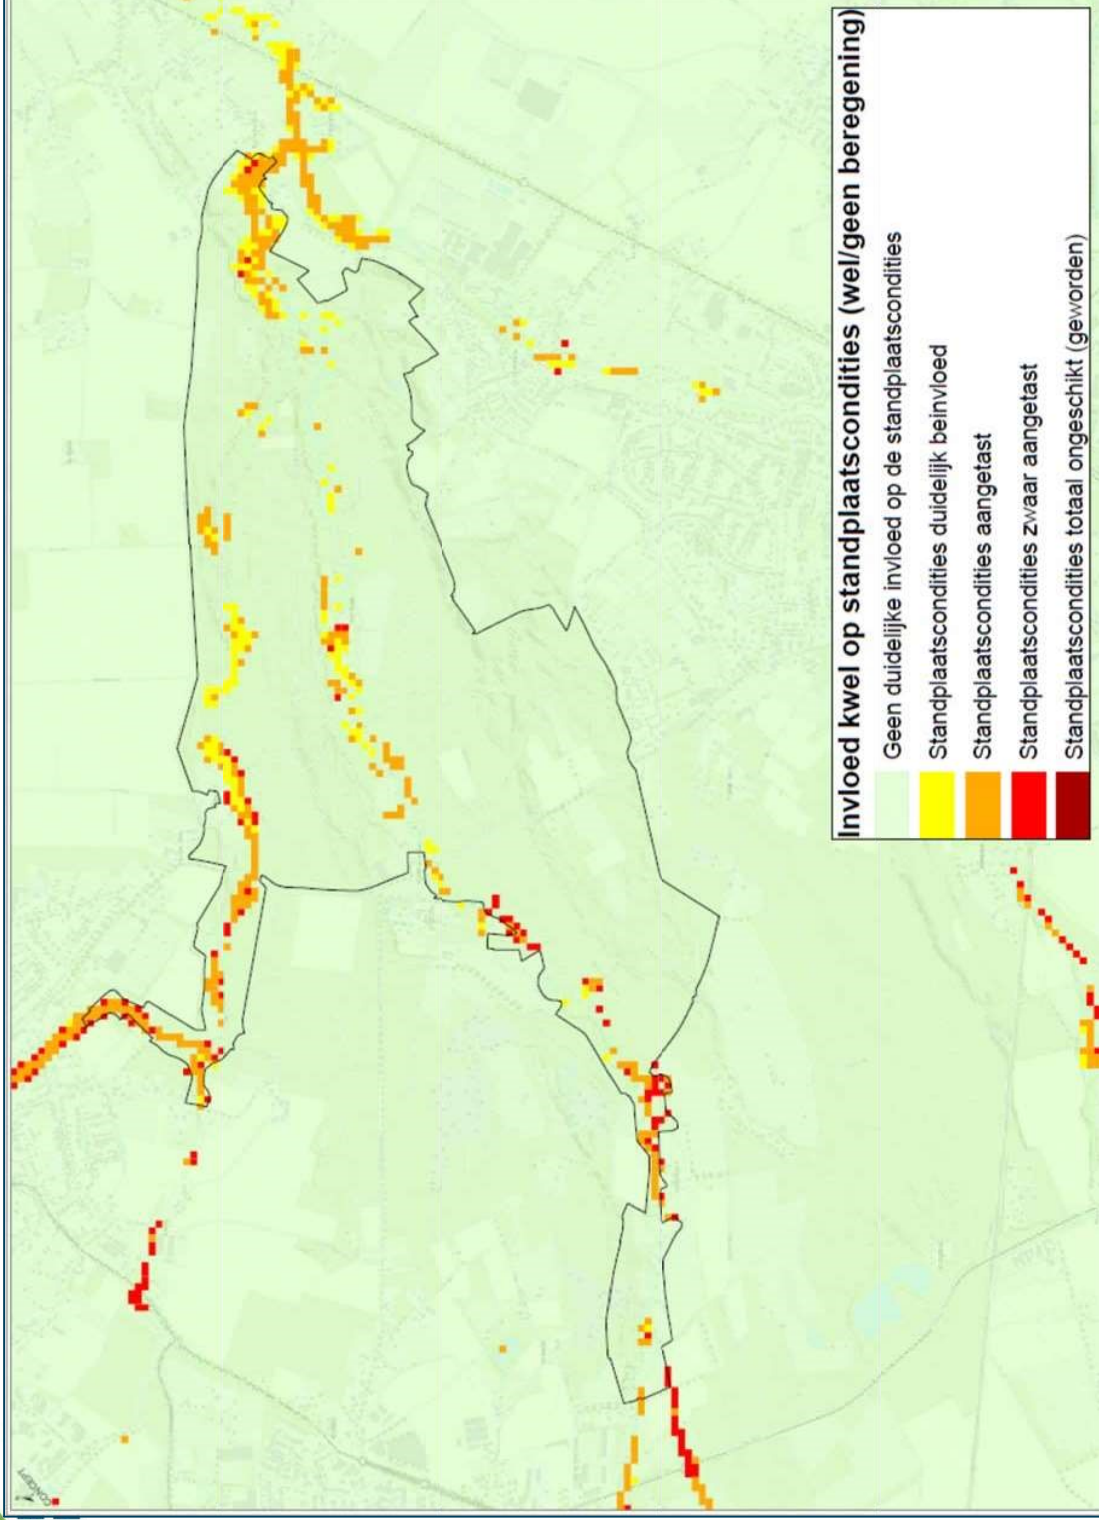 Invloed kwel op standplaatscondities (wel/geen beregening)
Geen duidelijke invloed op de standplaatscondities
Standplaatscondities duidelijk beinvloed
Standplaatscondities aangetast
Standplaatscondities zwaar aangetast
Standplaatscondities totaal ongeschikt (geworden)
CONCEPT